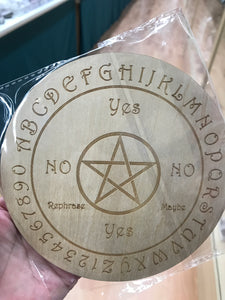 ABCDEFGHIJKLMNOPQRSTUVWXYZ1234567890
Yes
NO NO
Rephrase Maybe
Yes